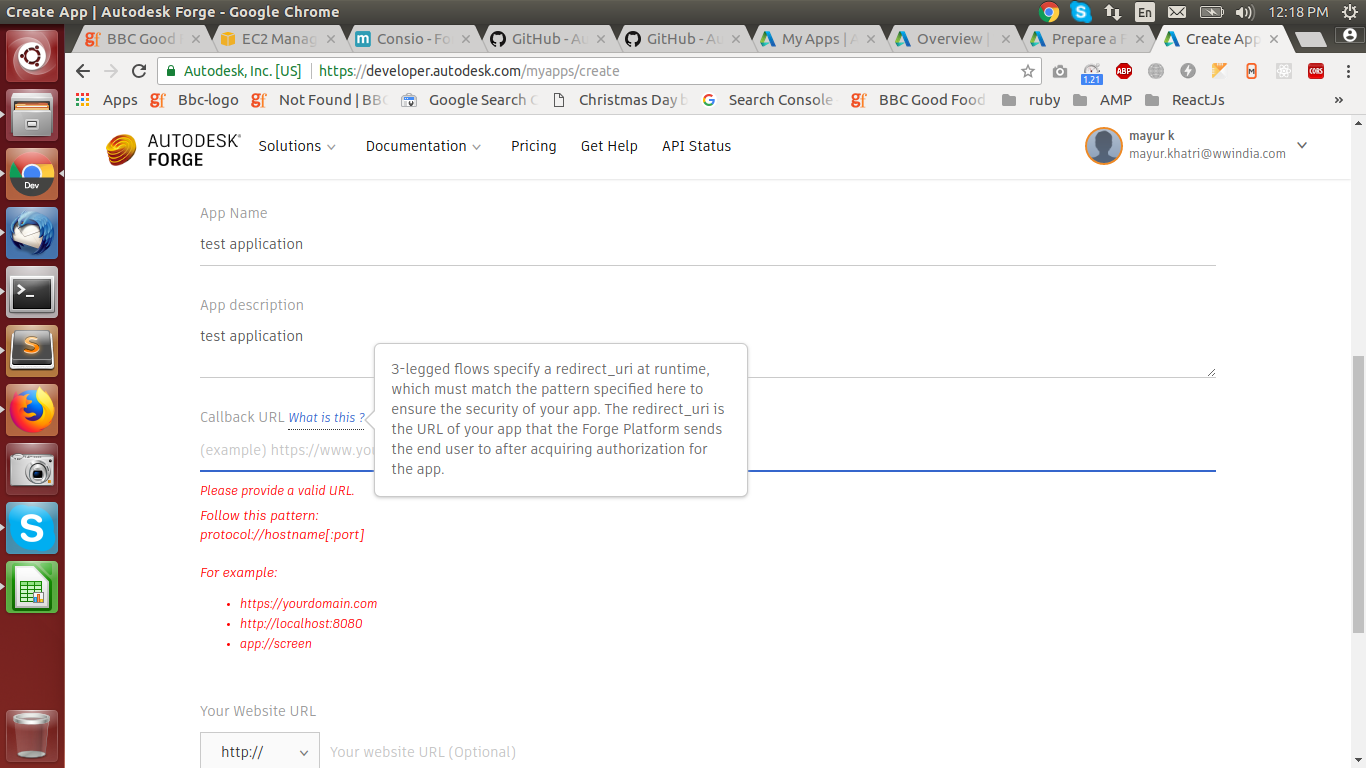 Create App | Autodesk Forge - Google Chrome
En
12:18 PM
BBC Good
EC2 Manag
Consio - Fo
GitHub - Au
GitHub - Au
My Apps | A
Overview |
Prepare a F
Create App
Autodesk, Inc. [US]
https://developer.autodesk.com/myapps/create
1.21
ABP
M
CORS
Apps
Bbc-logo
Not Found | BBC
Google Search C
Christmas Day b
Search Console
BBC Good Food
ruby
AMP
ReactJs
»
AUTODESK®
FORGE
Solutions
Documentation
Pricing
Get Help
API Status
mayur k
mayur.khatri@wwindia.com
Dev
App Name
test application
App description
test application
3-legged flows specify a redirect_uri at runtime,
which must match the pattern specified here to
ensure the security of your app. The redirect_uri is
the URL of your app that the Forge Platform sends
the end user to after acquiring authorization for
the app.
Callback URL What is this ?
(example) https://www.you
Please provide a valid URL.
Follow this pattern:
protocol://hostname[:port]
For example:
• https://yourdomain.com
• http://localhost:8080
• app://screen
Your Website URL
http://
Your website URL (Optional)